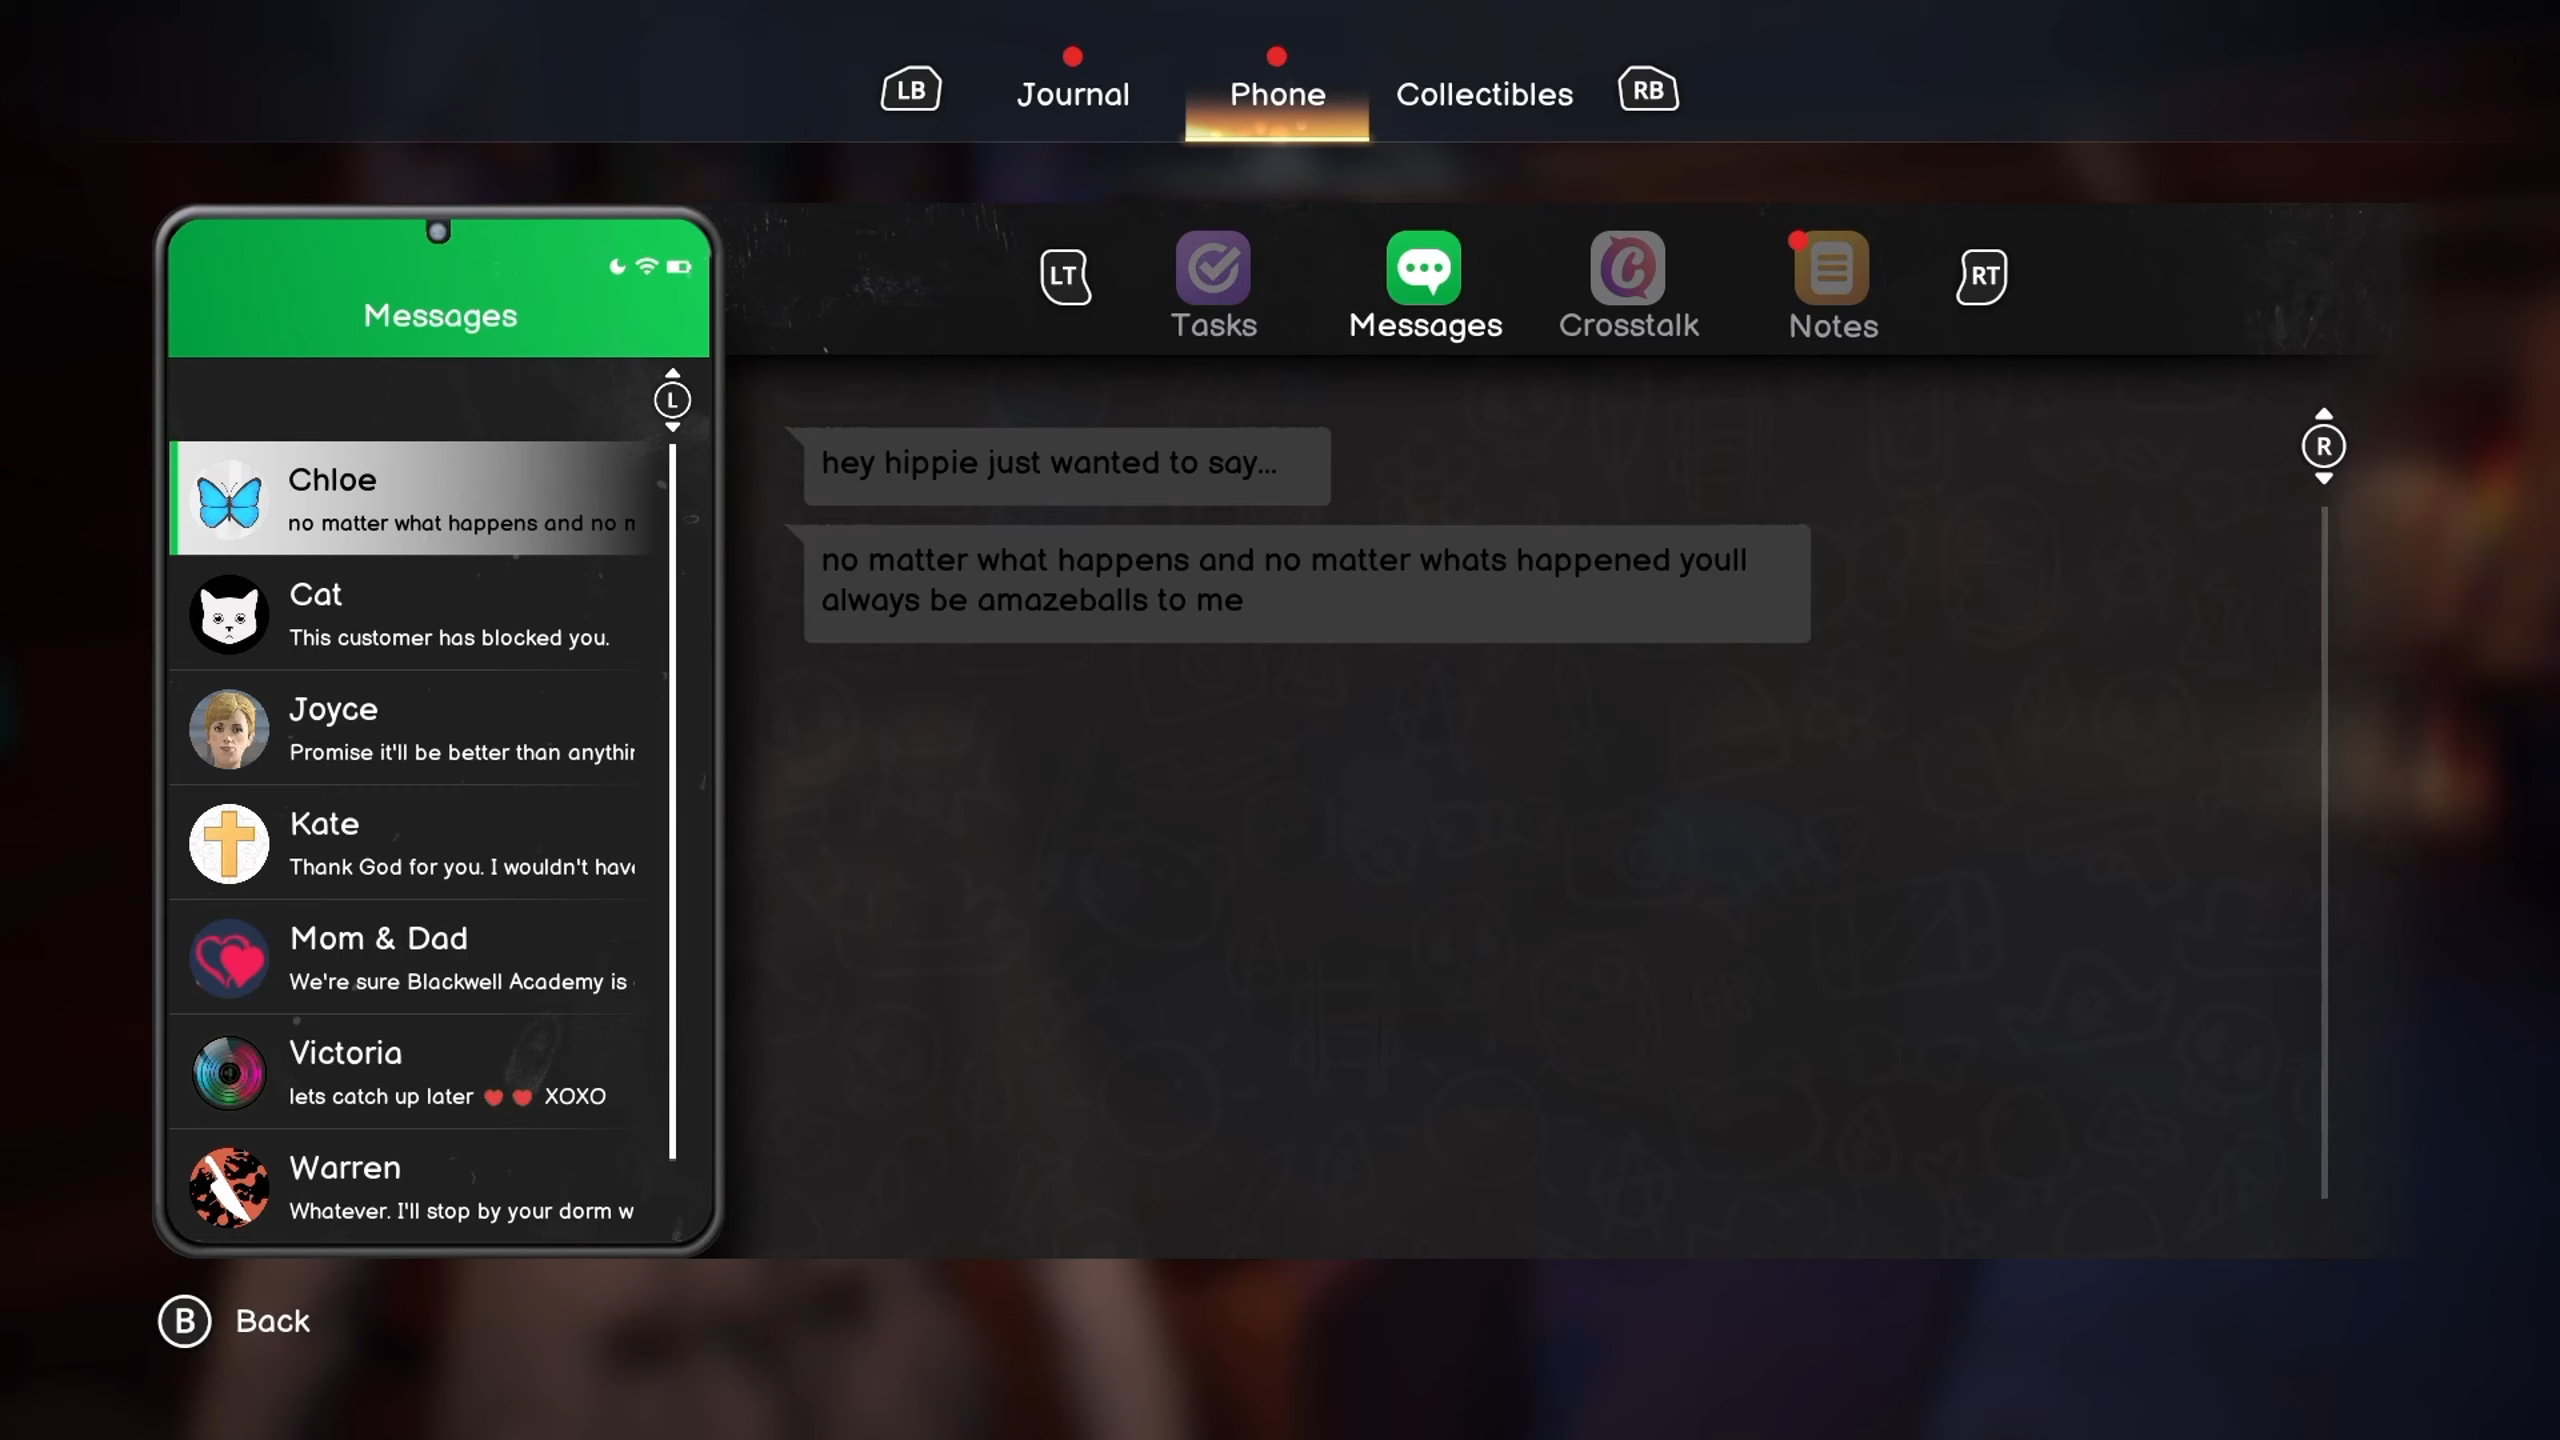 LB Journal Phone Collectibles RB
Messages
LT Tasks Messages Crosstalk Notes RT
L
R
Chloe
no matter what happens and no m
Cat
This customer has blocked you.
Joyce
Promise it'll be better than anythin
Kate
Thank God for you. I wouldn't have
Mom & Dad
We're sure Blackwell Academy is
Victoria
lets catch up later ❤️ ❤️ XOXO
Warren
Whatever. I'll stop by your dorm w
hey hippie just wanted to say...
no matter what happens and no matter whats happened youll
always be amazeballs to me
B Back